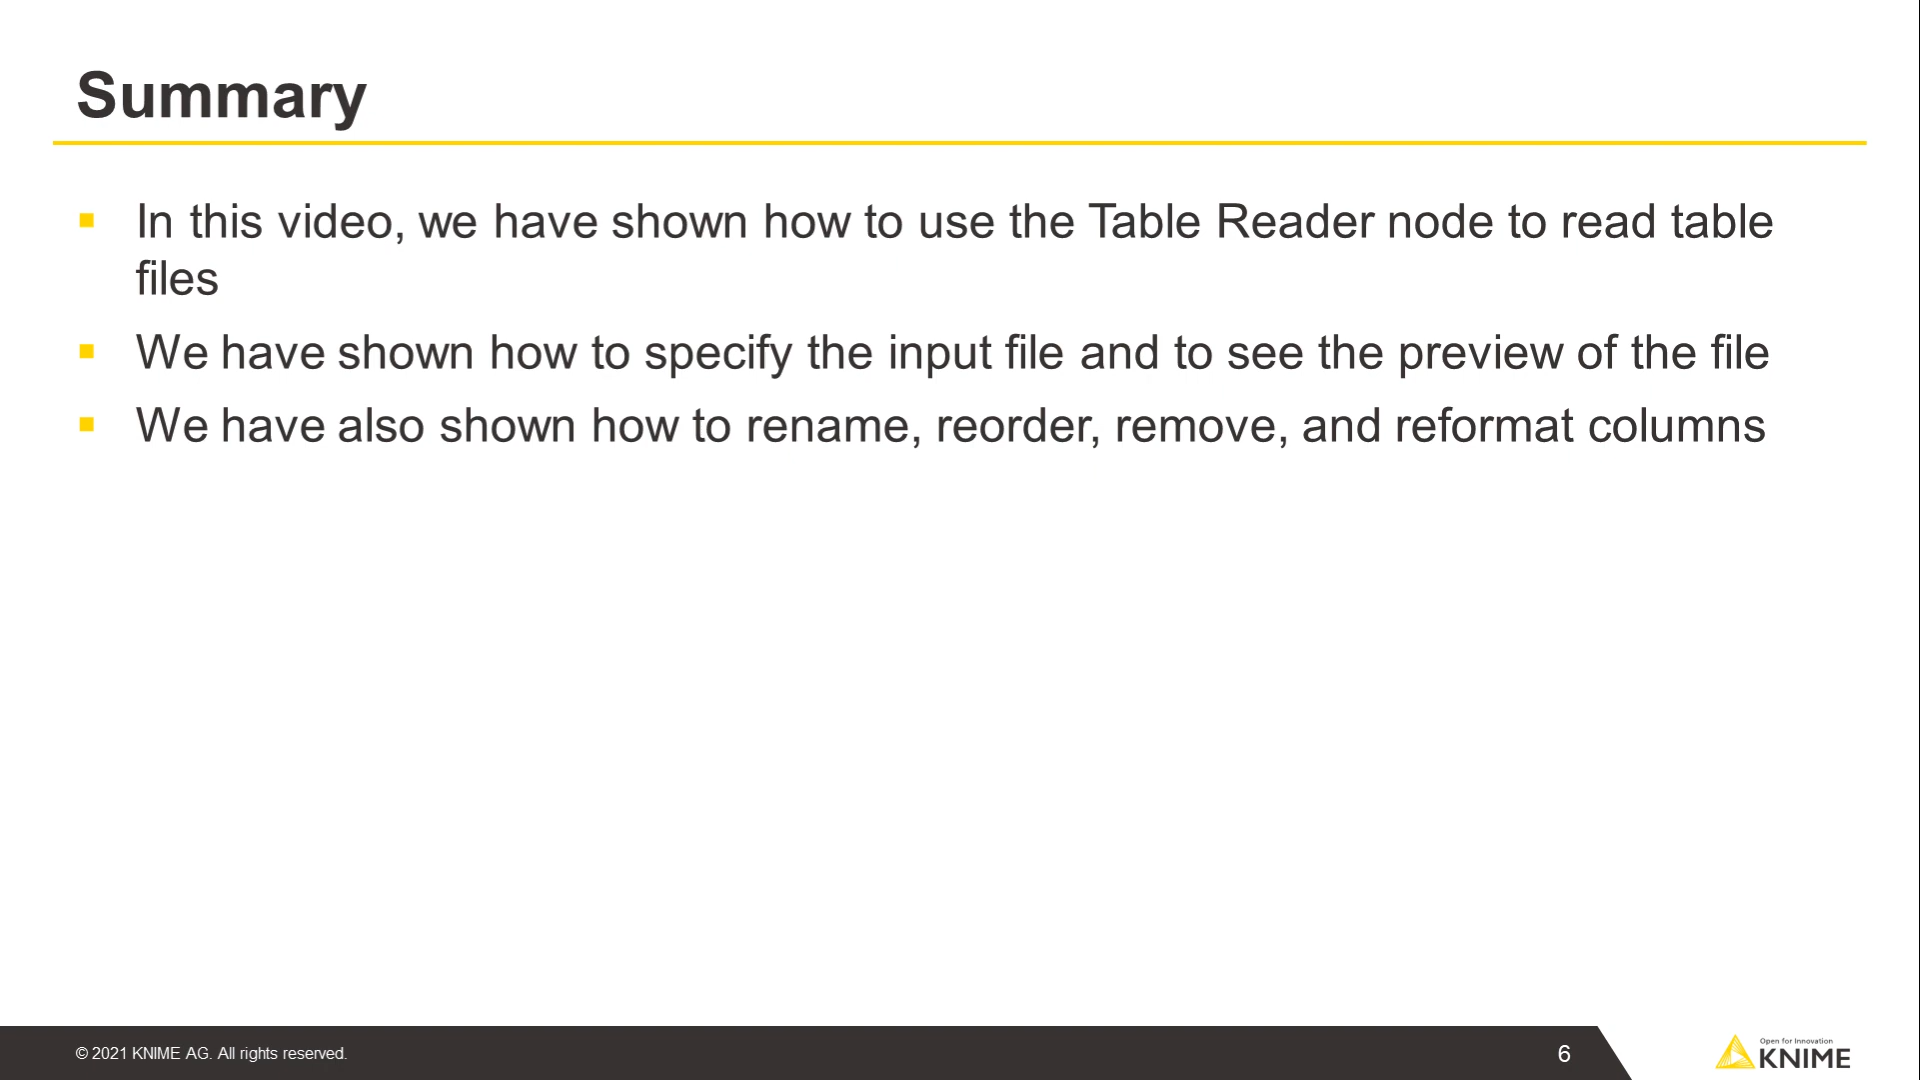 Summary
▪ In this video, we have shown how to use the Table Reader node to read table
files
▪ We have shown how to specify the input file and to see the preview of the file
▪ We have also shown how to rename, reorder, remove, and reformat columns
© 2021 KNIME AG. All rights reserved.
6
Open for Innovation
KNIME